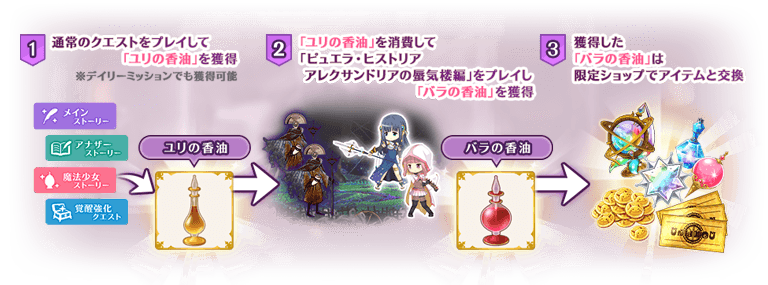 1
通常のクエストをプレイして
「ユリの香油」を獲得
※デイリーミッションでも獲得可能
メイン
ストーリー
アナザー
ストーリー
魔法少女
ストーリー
覚醒強化
クエスト
ユリの香油
2
「ユリの香油」を消費して
「ピュエラ・ヒストリア
アレクサンドリアの蜃気楼編」をプレイし
「バラの香油」を獲得
バラの香油
3
獲得した
「バラの香油」は
限定ショップでアイテムと交換